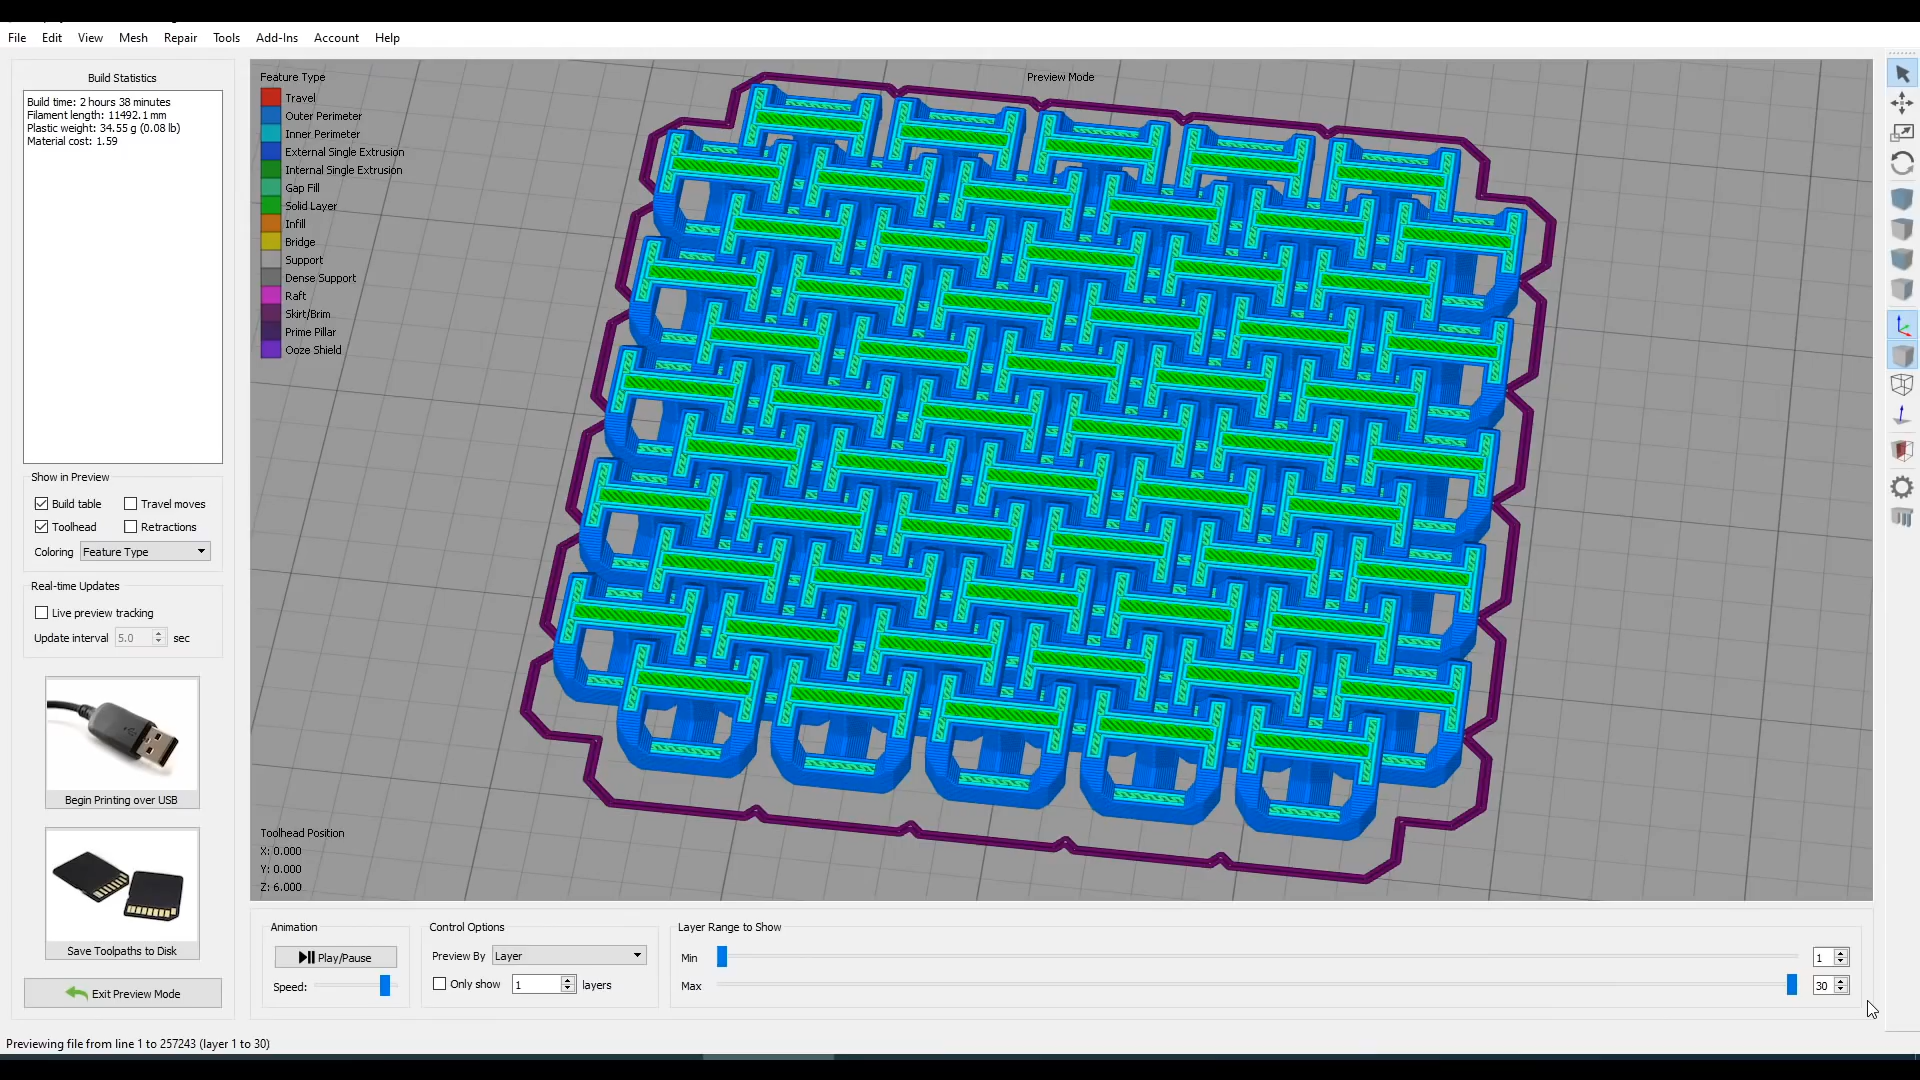 File Edit View Mesh Repair Tools Add-Ins Account Help
Build Statistics
Build time: 2 hours 38 minutes
Filament length: 11492.1 mm
Plastic weight: 34.55 g (0.08 lb)
Material cost: 1.59
Show in Preview
Build table Travel moves
Toolhead Retractions
Coloring Feature Type
Real-time Updates
Live preview tracking
Update interval 5.0 sec
Begin Printing over USB
Save Toolpaths to Disk
Exit Preview Mode
Feature Type
Travel
Outer Perimeter
Inner Perimeter
External Single Extrusion
Internal Single Extrusion
Gap Fill
Solid Layer
Infill
Bridge
Support
Dense Support
Raft
Skirt/Brim
Prime Pillar
Ooze Shield
Preview Mode
Toolhead Position
X: 0.000
Y: 0.000
Z: 6.000
Animation
Play/Pause
Speed:
Control Options
Preview By Layer
Only show 1 layers
Layer Range to Show
Min 1
Max 30
Previewing file from line 1 to 257243 (layer 1 to 30)